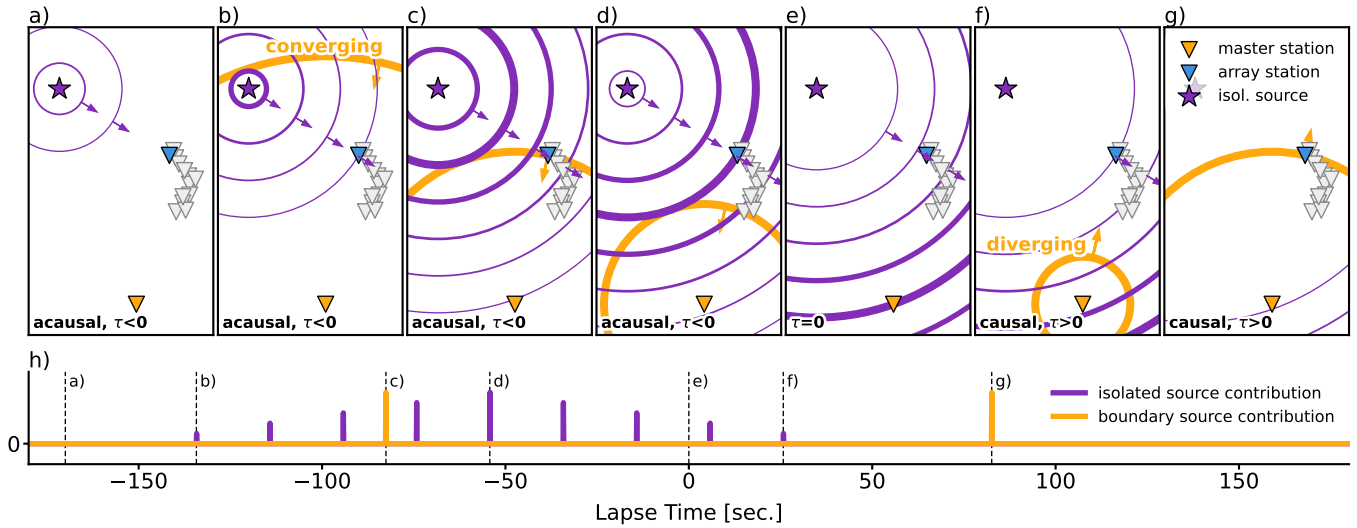 a)
b)
c)
d)
e)
f)
g)
converging
diverging
master station
array station
isol. source
acausal, τ<0
acausal, τ<0
acausal, τ<0
acausal, τ<0
τ=0
causal, τ>0
causal, τ>0
h)
a)
b)
c)
d)
e)
f)
g)
isolated source contribution
boundary source contribution
0
−150
−100
−50
0
50
100
150
Lapse Time [sec.]